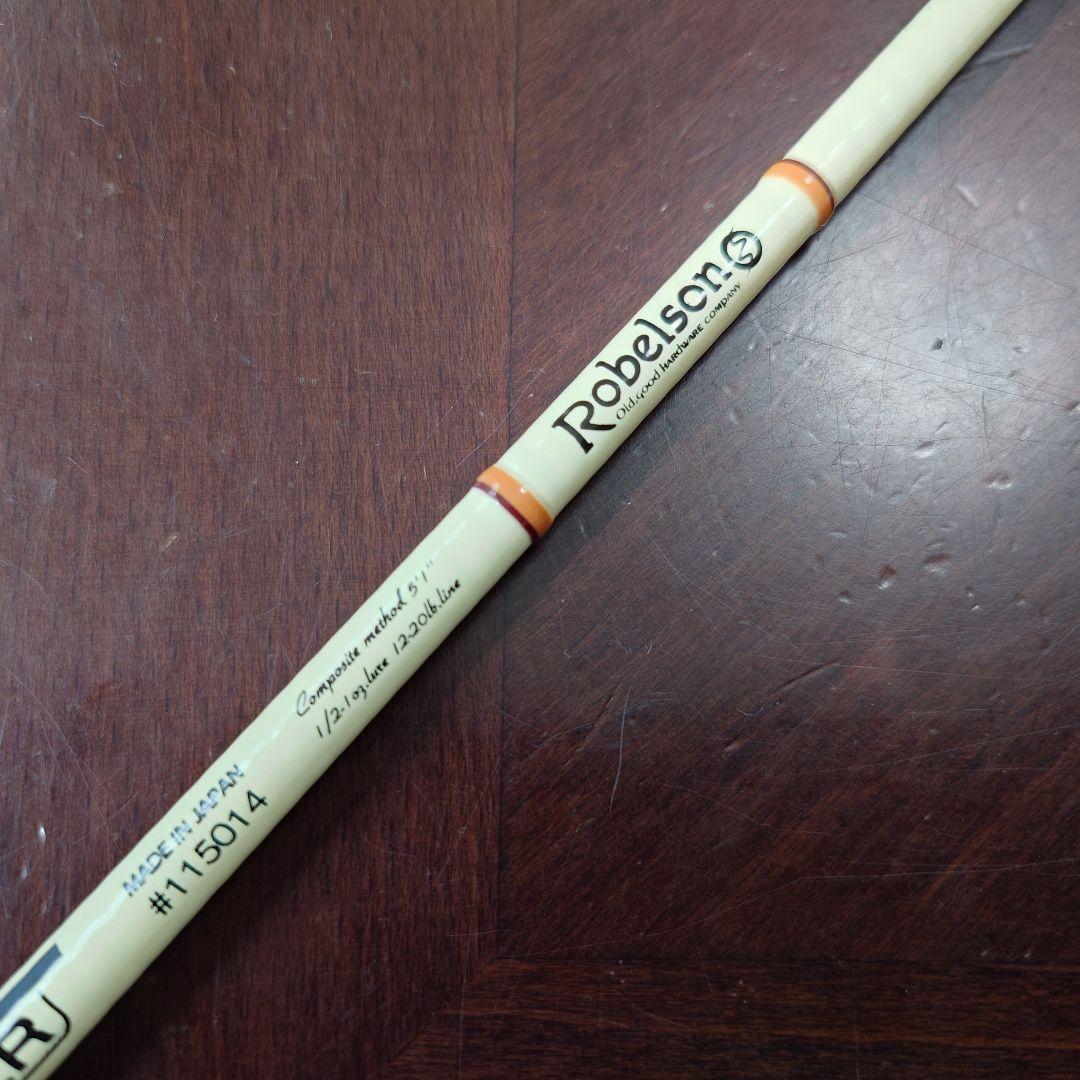 Robelson
Old.good HARDWARE COMPANY
Composite method 5'1"
1/2-1oz.lure 12-20lb.line
MADE IN JAPAN
#115014
R